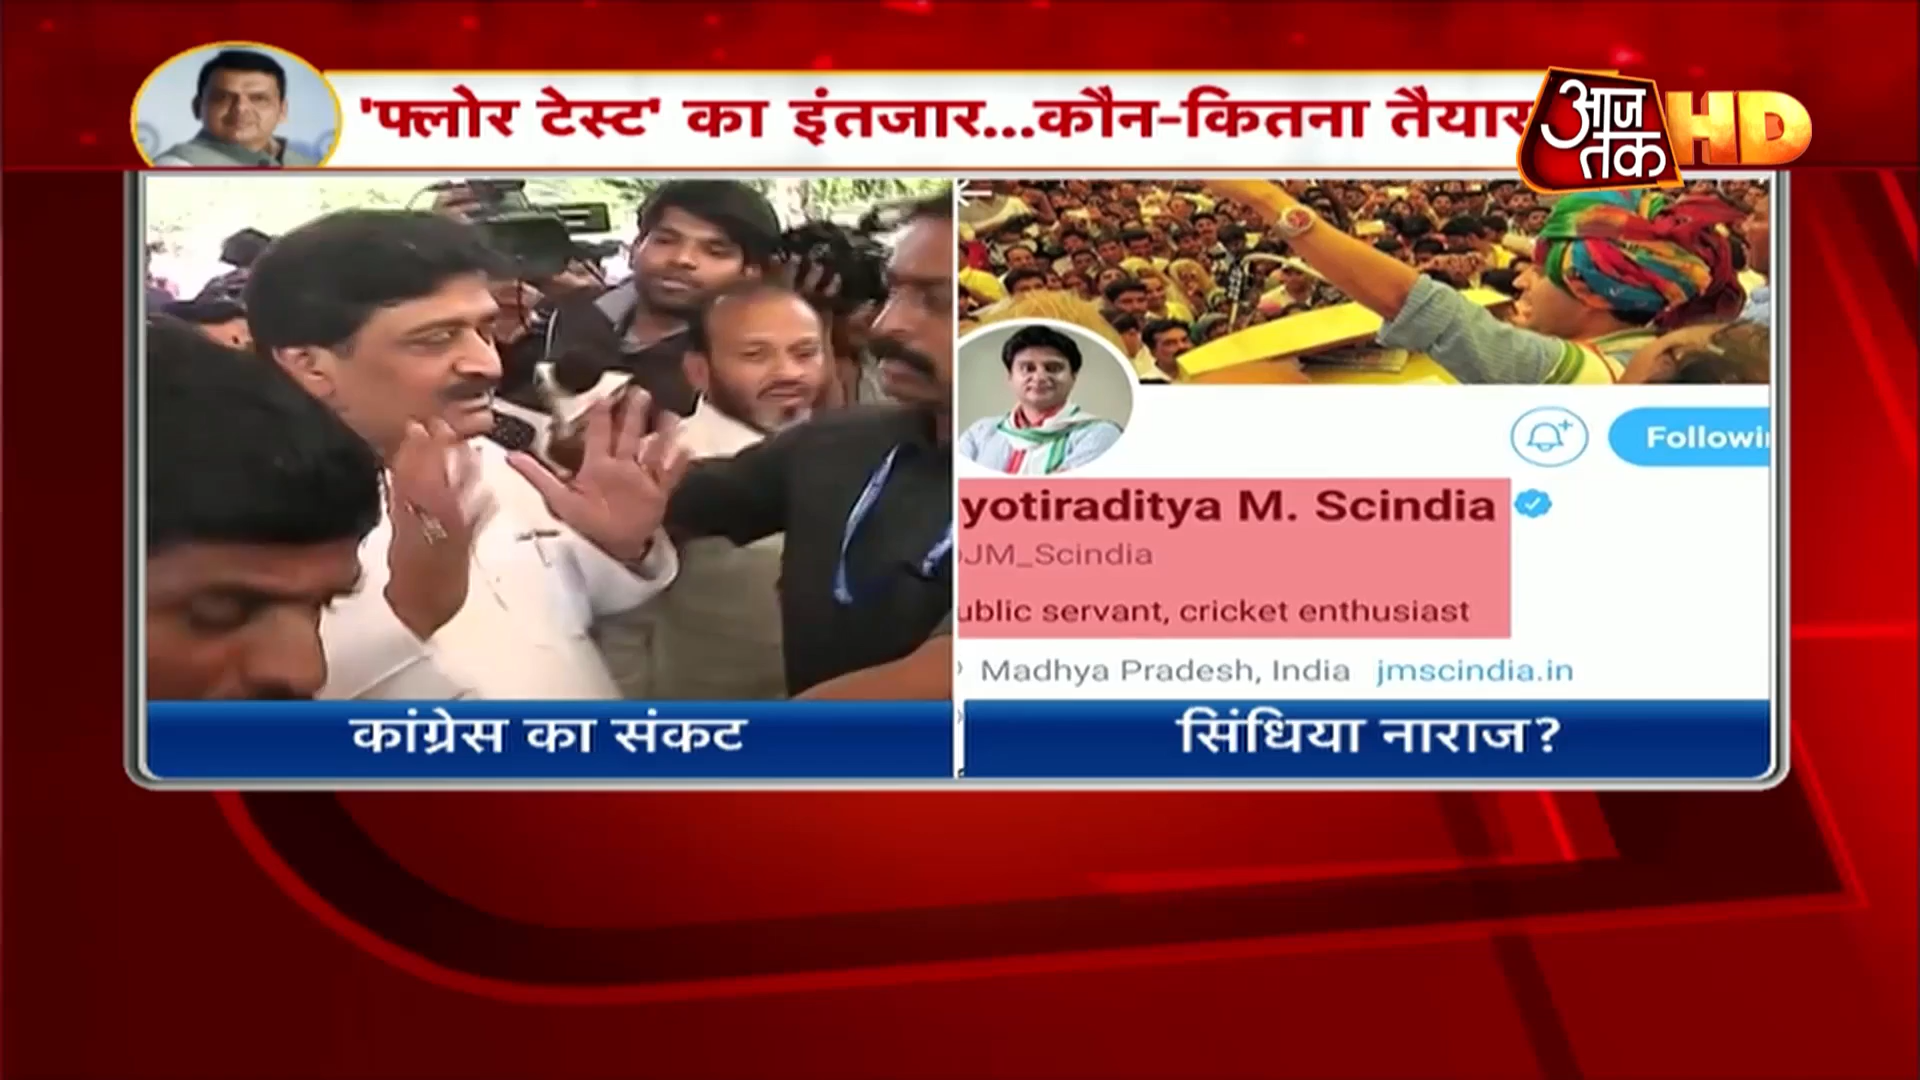 'फ्लोर टेस्ट' का इंतजार...कौन-कितना तैयार
आज तक HD
Followi
yotiraditya M. Scindia
JM_Scindia
ublic servant, cricket enthusiast
Madhya Pradesh, India jmscindia.in
कांग्रेस का संकट
सिंधिया नाराज?